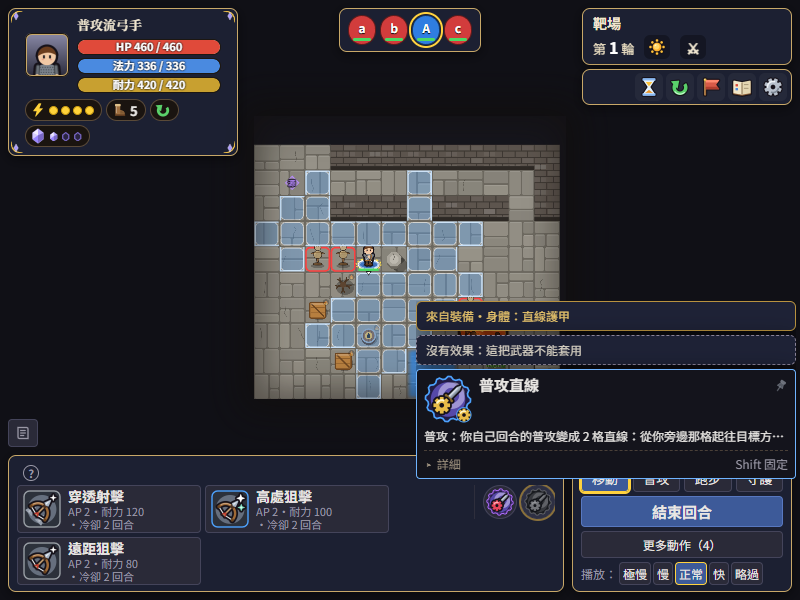 普攻流弓手
HP 460 / 460
法力 336 / 336
耐力 420 / 420
5
a
b
A
c
靶場
第 1 輪
源
來自裝備・身體：直線護甲
沒有效果：這把武器不能套用
普攻直線
普攻：你自己回合的普攻變成 2 格直線：從你旁邊那格起往目標方…
▸ 詳細
Shift 固定
?
穿透射擊
AP 2・耐力 120
・冷卻 2 回合
高處狙擊
AP 2・耐力 100
・冷卻 2 回合
遠距狙擊
AP 2・耐力 80
・冷卻 2 回合
移動
普攻
跑步
守護
結束回合
更多動作（4）
播放：
極慢
慢
正常
快
略過